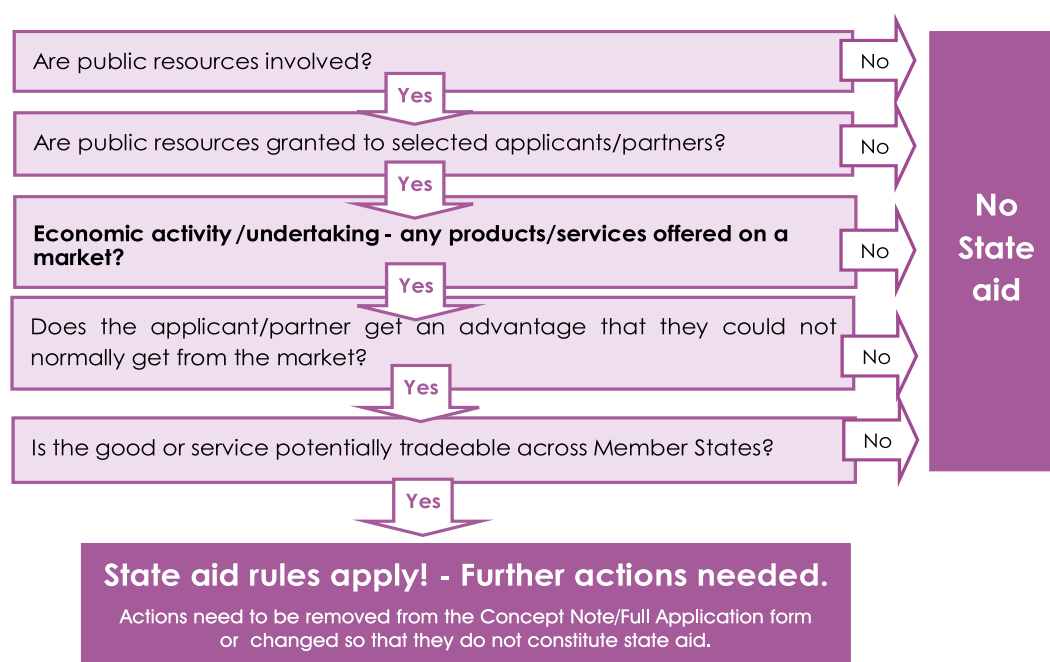 Are public resources involved?
No
Yes
Are public resources granted to selected applicants/partners?
No
Yes
Economic activity/undertaking - any products/services offered on a
market?
No
Yes
Does the applicant/partner get an advantage that they could not
normally get from the market?
No
Yes
Is the good or service potentially tradeable across Member States?
No
Yes
No
State
aid
State aid rules apply! - Further actions needed.
Actions need to be removed from the Concept Note/Full Application form
or changed so that they do not constitute state aid.